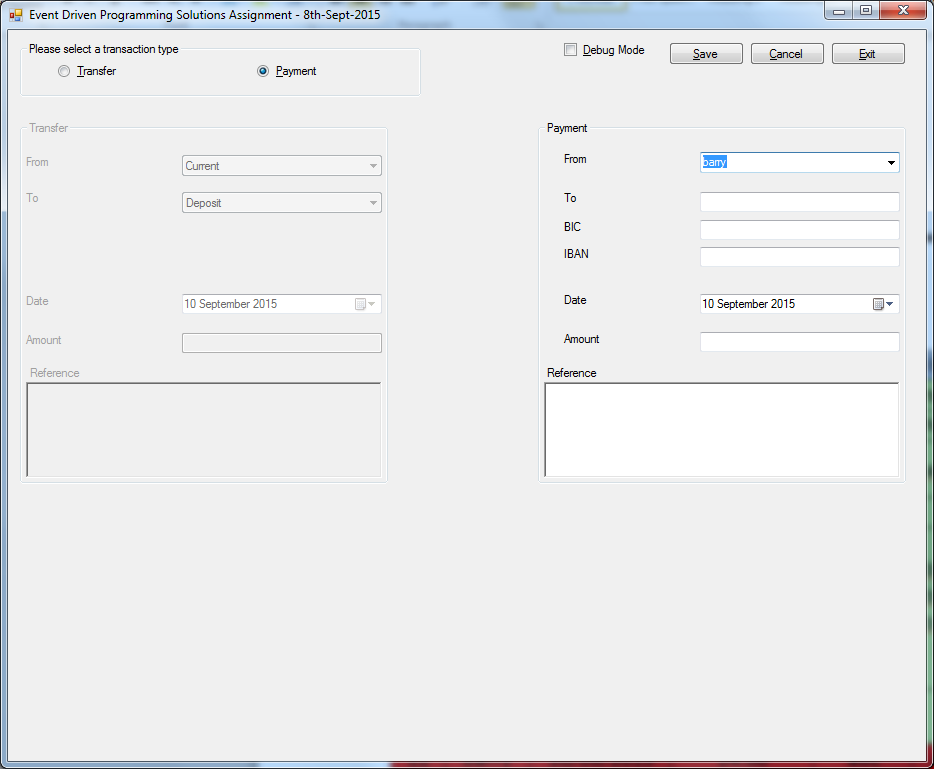 Event Driven Programming Solutions Assignment - 8th-Sept-2015
Please select a transaction type
Transfer
Payment
Debug Mode
Save
Cancel
Exit
Transfer
From
Current
To
Deposit
Date
10 September 2015
Amount
Reference
Payment
From
barry
To
BIC
IBAN
Date
10 September 2015
Amount
Reference